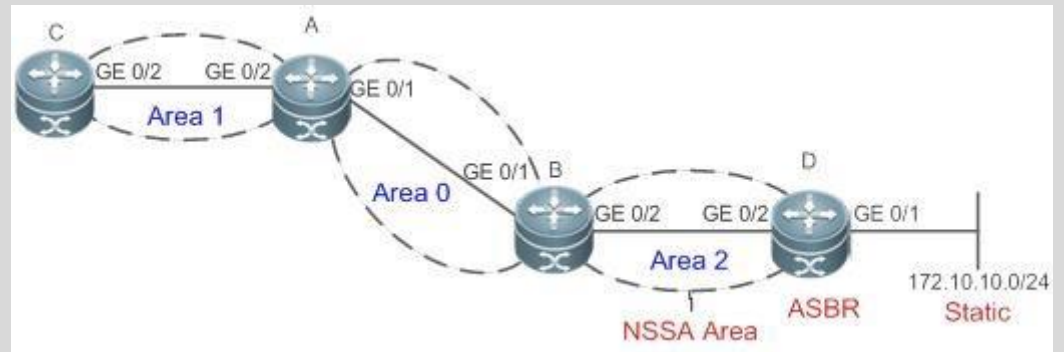 C
A
GE 0/2
GE 0/2
GE 0/1
Area 1
GE 0/1
B
Area 0
D
GE 0/2
GE 0/2
GE 0/1
Area 2
172.10.10.0/24
ASBR
Static
NSSA Area